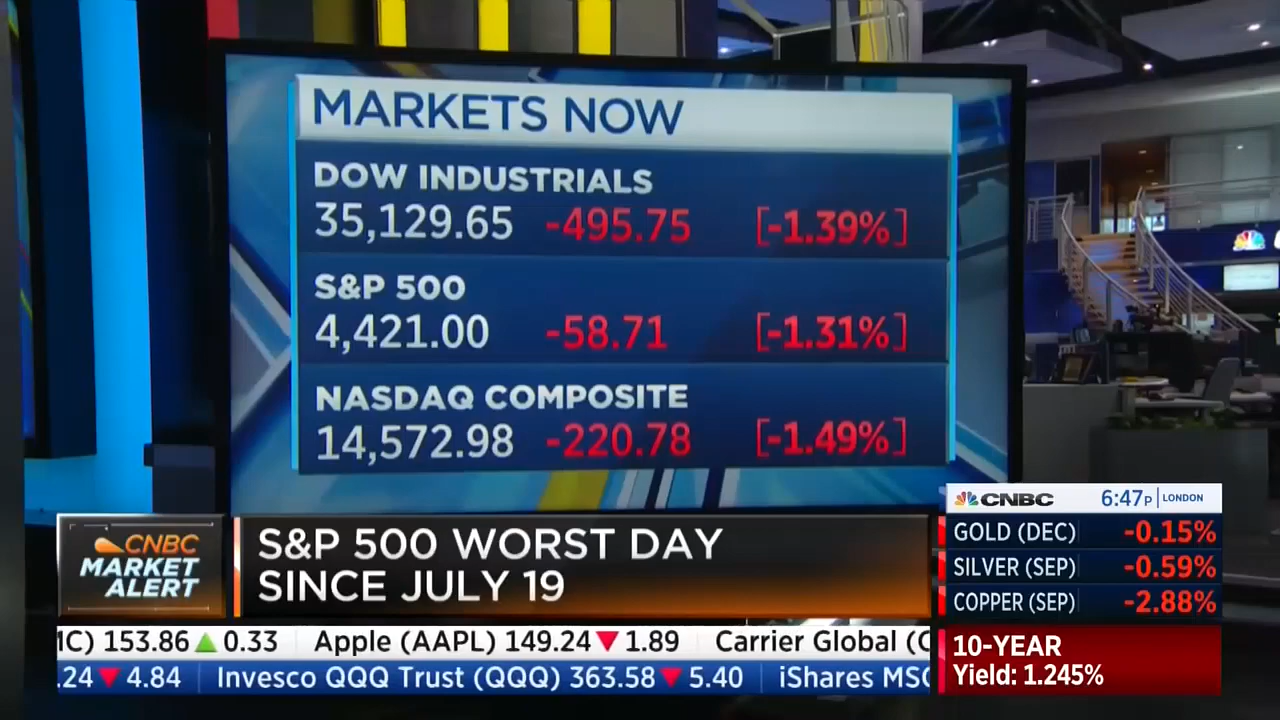 MARKETS NOW
DOW INDUSTRIALS
35,129.65 -495.75 [-1.39%]
S&P 500
4,421.00 -58.71 [-1.31%]
NASDAQ COMPOSITE
14,572.98 -220.78 [-1.49%]
CNBC
MARKET
ALERT
S&P 500 WORST DAY
SINCE JULY 19
CNBC 6:47P LONDON
GOLD (DEC) -0.15%
SILVER (SEP) -0.59%
COPPER (SEP) -2.88%
10-YEAR
Yield: 1.245%
IC) 153.86 ▲ 0.33 Apple (AAPL) 149.24 ▼ 1.89 Carrier Global (C
.24 ▼ 4.84 Invesco QQQ Trust (QQQ) 363.58 ▼ 5.40 iShares MSC